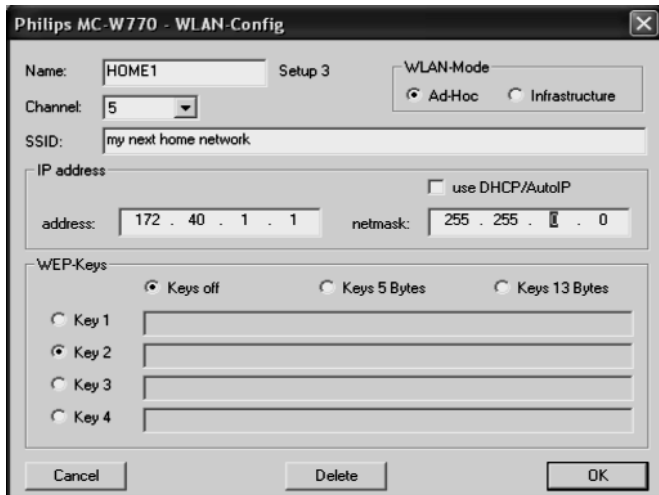 Philips MC-W770 - WLAN-Config
Name: HOME1 Setup 3
WLAN-Mode
Ad-Hoc Infrastructure
Channel: 5
SSID: my next home network
IP address
use DHCP/AutoIP
address: 172 . 40 . 1 . 1 netmask: 255 . 255 . 0 . 0
WEP-Keys
Keys off Keys 5 Bytes Keys 13 Bytes
Key 1
Key 2
Key 3
Key 4
Cancel Delete OK